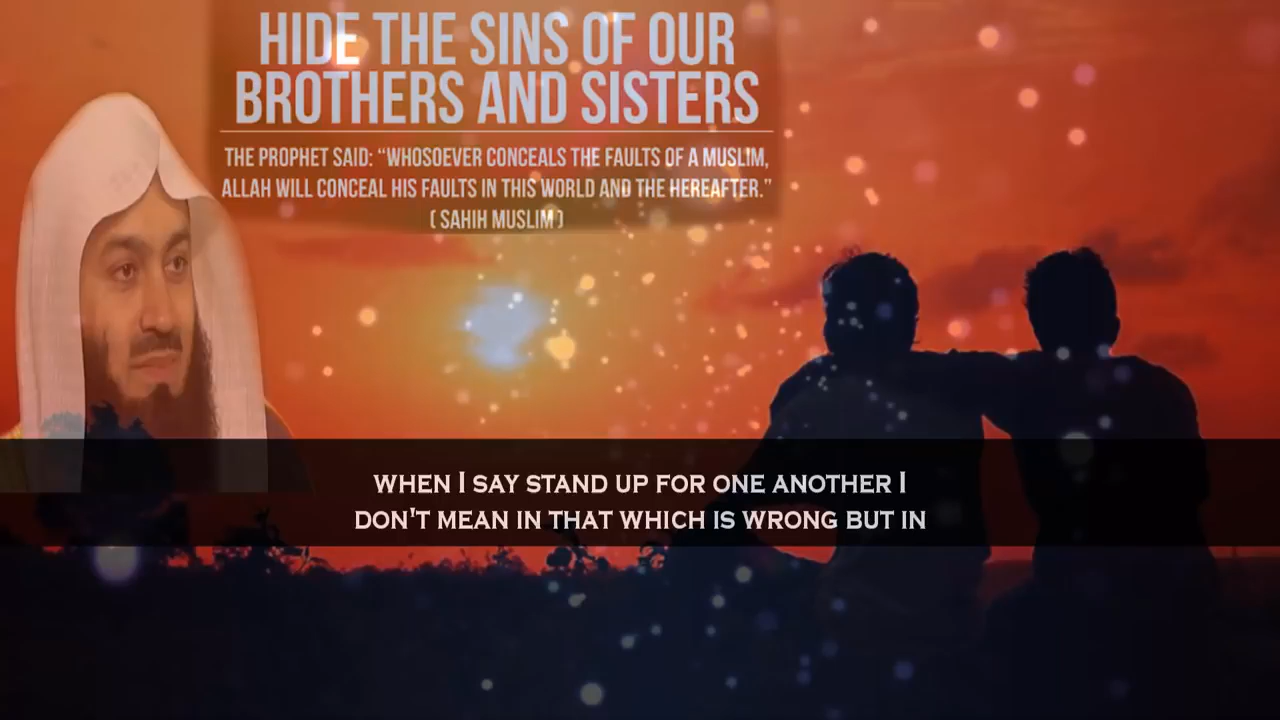 HIDE THE SINS OF OUR
BROTHERS AND SISTERS
THE PROPHET SAID: “WHOSOEVER CONCEALS THE FAULTS OF A MUSLIM,
ALLAH WILL CONCEAL HIS FAULTS IN THIS WORLD AND THE HEREAFTER.”
( SAHIH MUSLIM )
WHEN I SAY STAND UP FOR ONE ANOTHER I
DON'T MEAN IN THAT WHICH IS WRONG BUT IN